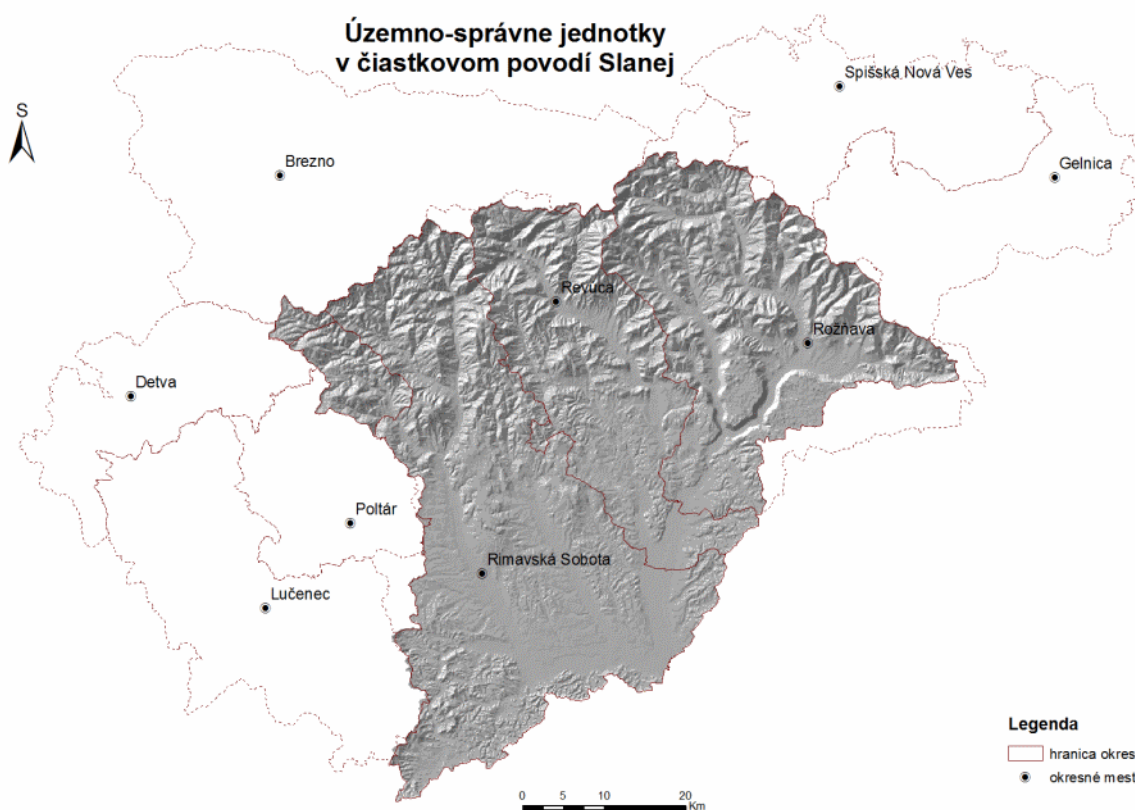 Územno-správne jednotky
v čiastkovom povodí Slanej
Spišská Nová Ves
S
Brezno
Gelnica
Revúca
Rožňava
Detva
Poltár
Rimavská Sobota
Lučenec
Legenda
hranica okres
okresné mest
0 5 10 20
Km